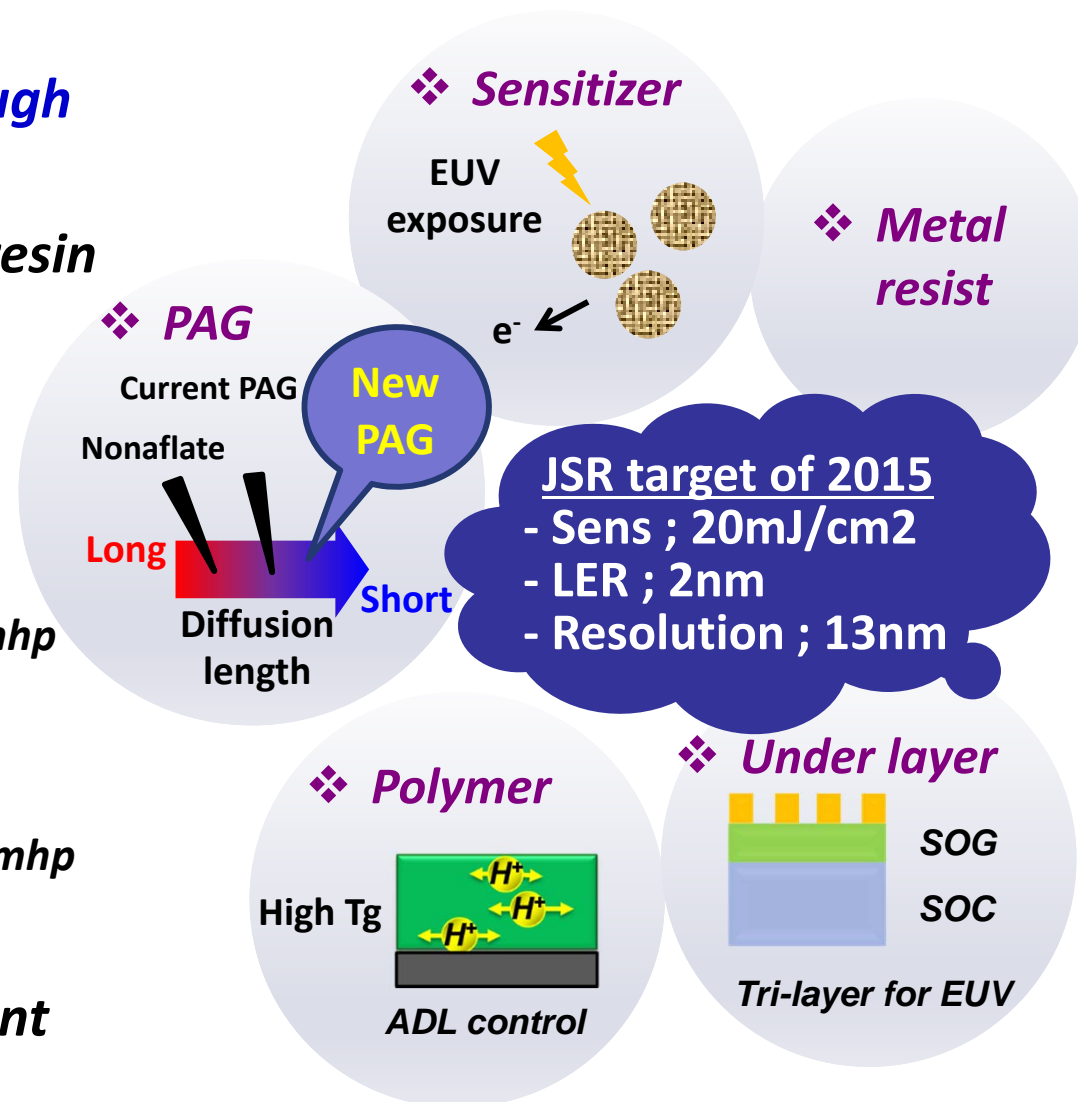 ugh
resin
mhp
nt
❖ Sensitizer
EUV
exposure
e-
❖ Metal
resist
❖ PAG
Current PAG
Nonaflate
New
PAG
Long
Short
Diffusion
length
JSR target of 2015
- Sens ; 20mJ/cm2
- LER ; 2nm
- Resolution ; 13nm
❖ Polymer
High Tg
H+
H+
H+
ADL control
❖ Under layer
SOG
SOC
Tri-layer for EUV